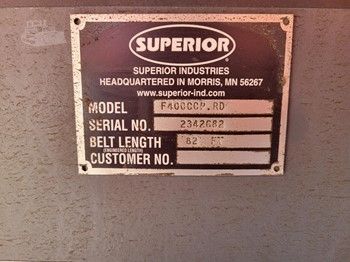 SUPERIOR
SUPERIOR INDUSTRIES
HEADQUARTERED IN MORRIS, MN 56267
www.superior-ind.com
MODEL
SERIAL NO.
BELT LENGTH 82'
(ENGINEERED LENGTH)
CUSTOMER NO.